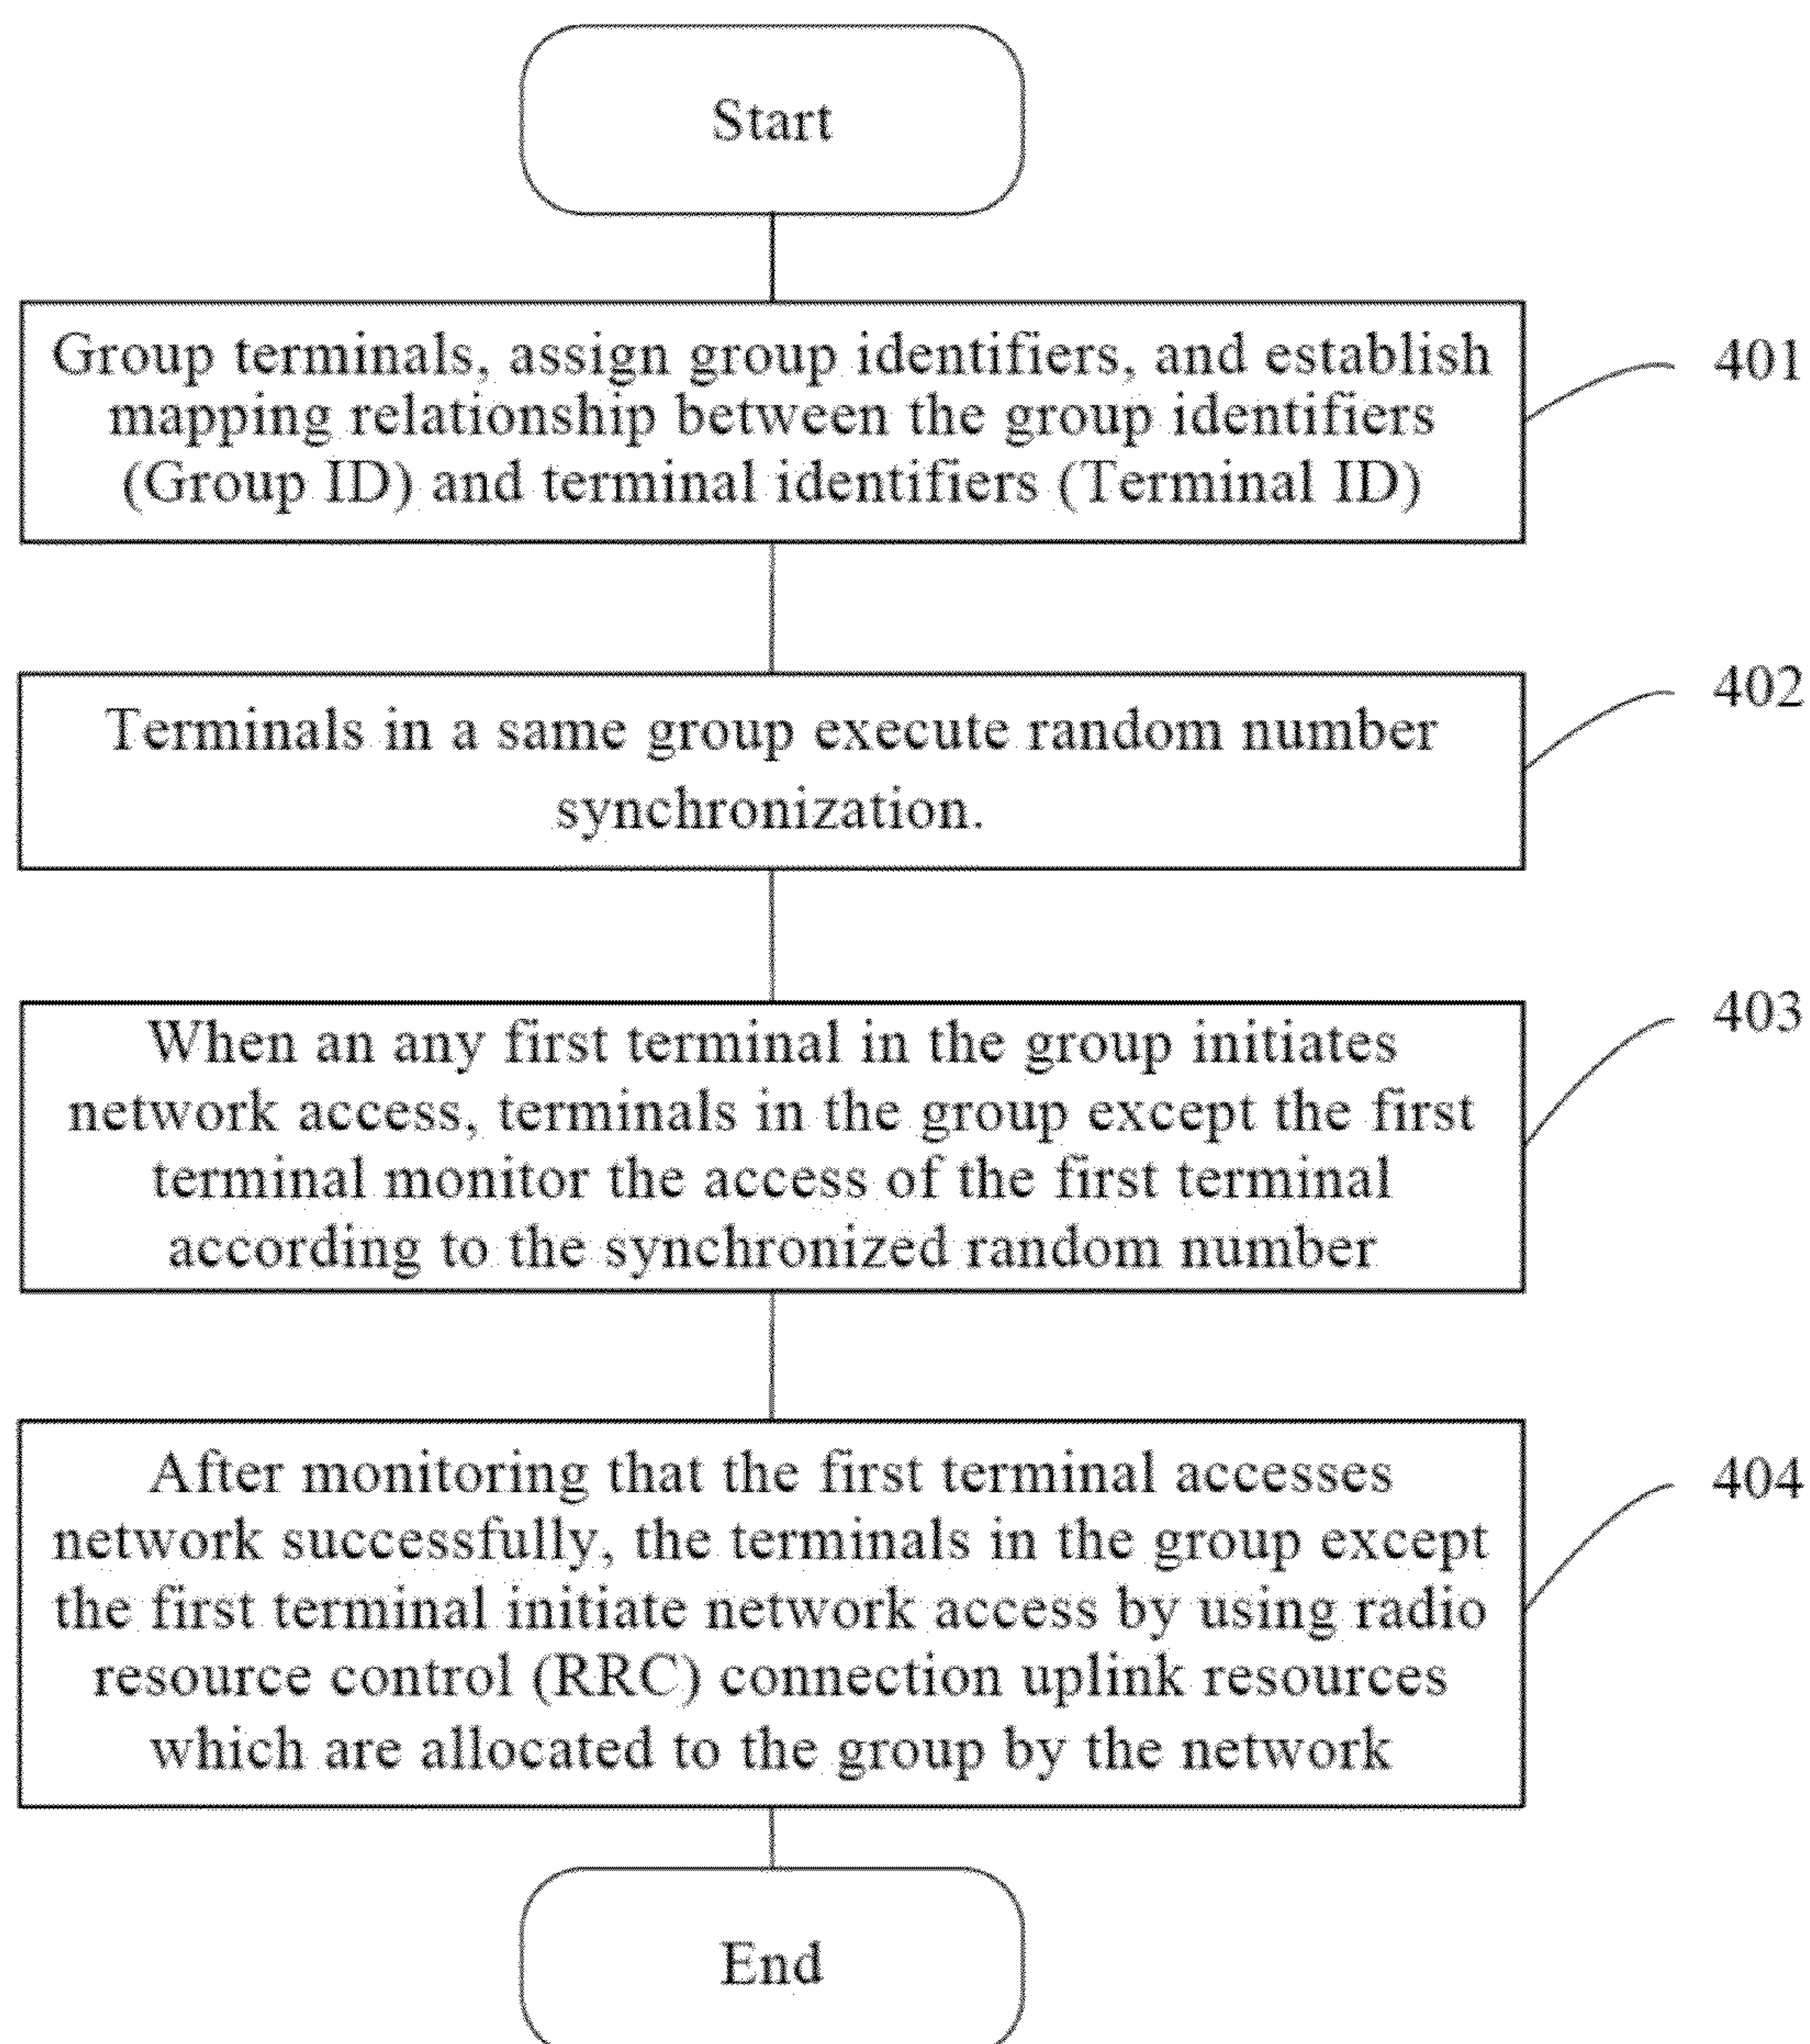 Start
Group terminals, assign group identifiers, and establish
mapping relationship between the group identifiers
(Group ID) and terminal identifiers (Terminal ID)
401
Terminals in a same group execute random number
synchronization.
402
When an any first terminal in the group initiates
network access, terminals in the group except the first
terminal monitor the access of the first terminal
according to the synchronized random number
403
After monitoring that the first terminal accesses
network successfully, the terminals in the group except
the first terminal initiate network access by using radio
resource control (RRC) connection uplink resources
which are allocated to the group by the network
404
End